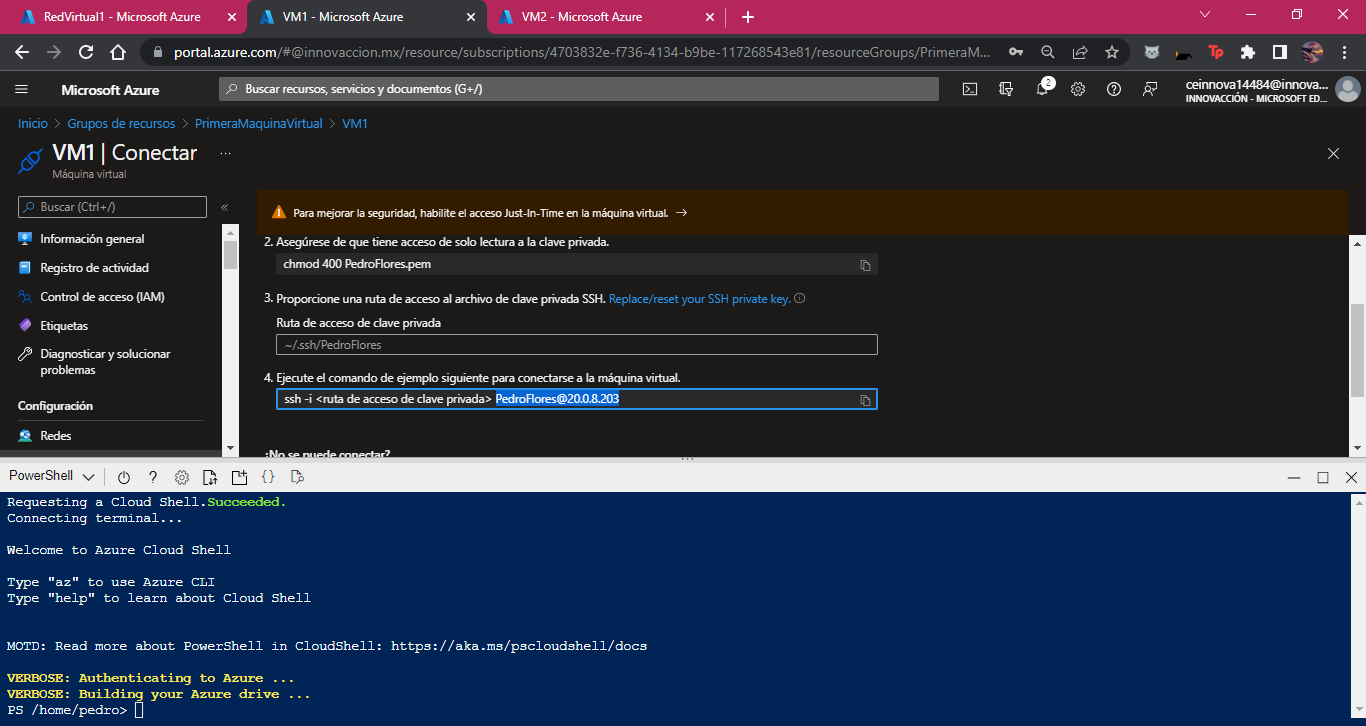 RedVirtual1 - Microsoft Azure
VM1 - Microsoft Azure
VM2 - Microsoft Azure
portal.azure.com/#@innovaccion.mx/resource/subscriptions/4703832e-f736-4134-b9be-117268543e81/resourceGroups/PrimeraM...
Microsoft Azure
Buscar recursos, servicios y documentos (G+/)
2
ceinnova14484@innova...
INNOVACCIÓN - MICROSOFT ED...
Inicio > Grupos de recursos > PrimeraMaquinaVirtual > VM1
VM1 | Conectar ...
Máquina virtual
Buscar (Ctrl+/)
«
Información general
Registro de actividad
Control de acceso (IAM)
Etiquetas
Diagnosticar y solucionar
problemas
Configuración
Redes
Para mejorar la seguridad, habilite el acceso Just-In-Time en la máquina virtual. →
2. Asegúrese de que tiene acceso de solo lectura a la clave privada.
chmod 400 PedroFlores.pem
3. Proporcione una ruta de acceso al archivo de clave privada SSH. Replace/reset your SSH private key.
Ruta de acceso de clave privada
~/.ssh/PedroFlores
4. Ejecute el comando de ejemplo siguiente para conectarse a la máquina virtual.
ssh -i <ruta de acceso de clave privada> PedroFlores@20.0.8.203
¿No se puede conectar?
PowerShell
Requesting a Cloud Shell.Succeeded.
Connecting terminal...
Welcome to Azure Cloud Shell
Type "az" to use Azure CLI
Type "help" to learn about Cloud Shell
MOTD: Read more about PowerShell in CloudShell: https://aka.ms/pscloudshell/docs
VERBOSE: Authenticating to Azure ...
VERBOSE: Building your Azure drive ...
PS /home/pedro>